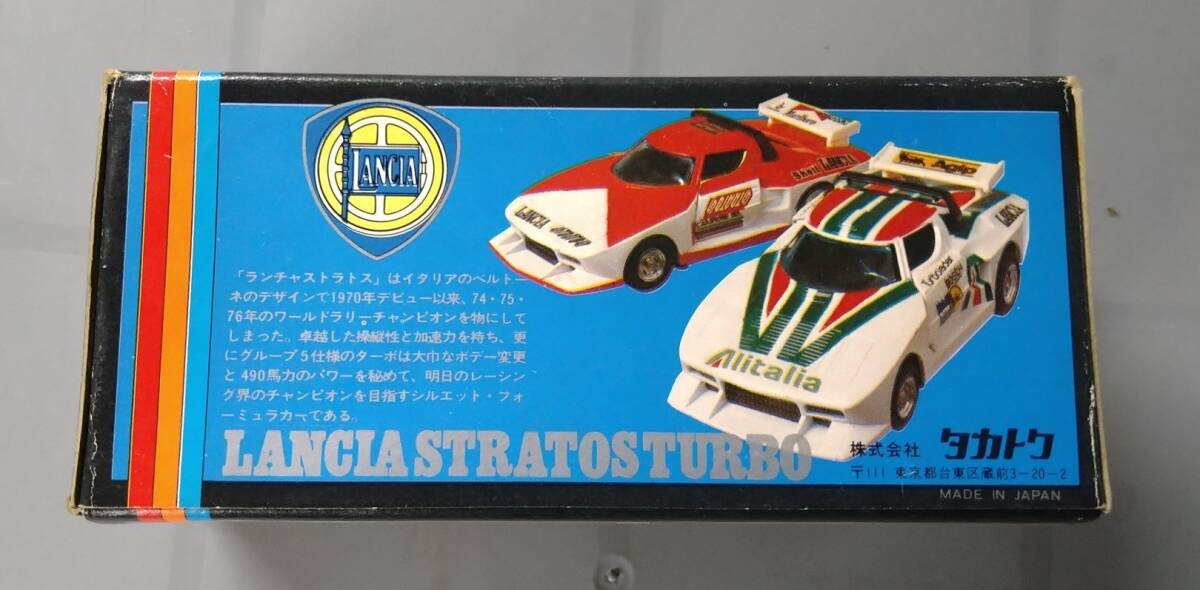 LANCIA
Marlboro
Shell LANCIA
Agip
LANCIA
LANCIA
Alitalia
「ランチャストラトス」はイタリアのベルト一
ネのデザインで1970年デビュー以来、74・75・
76年のワールドラリーチャンピオンを物にして
しまった。卓越した操縦性と加速力を持ち、更
にグループ5仕様のターボは大巾なボデー変更
と490馬力のパワーを秘めて、明日のレーシン
グ界のチャンピオンを目指すシルエット・フォ
ーミュラカーである。
LANCIA STRATOS TURBO
株式会社 タカトク
〒111 東京都台東区蔵前3-20-2
MADE IN JAPAN